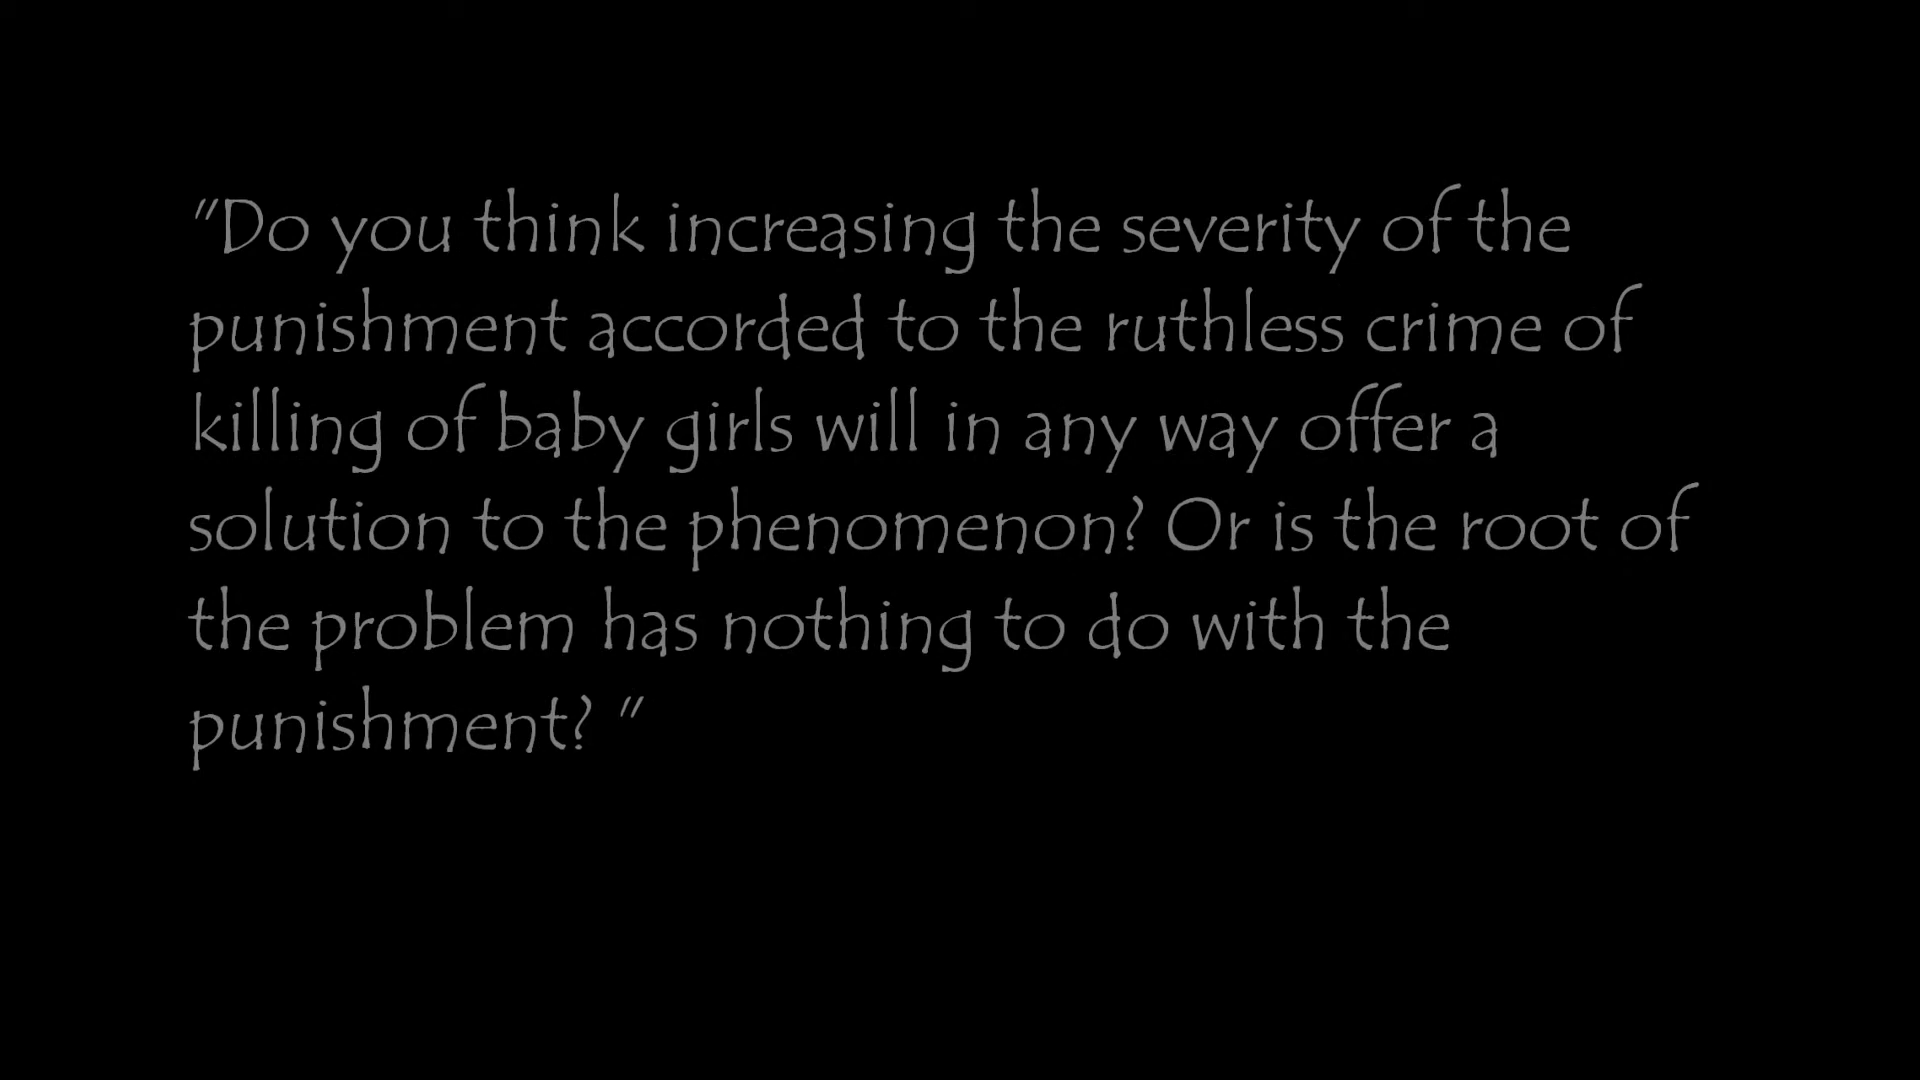 "Do you think increasing the severity of the
punishment accorded to the ruthless crime of
killing of baby girls will in any way offer a
solution to the phenomenon? Or is the root of
the problem has nothing to do with the
punishment? "